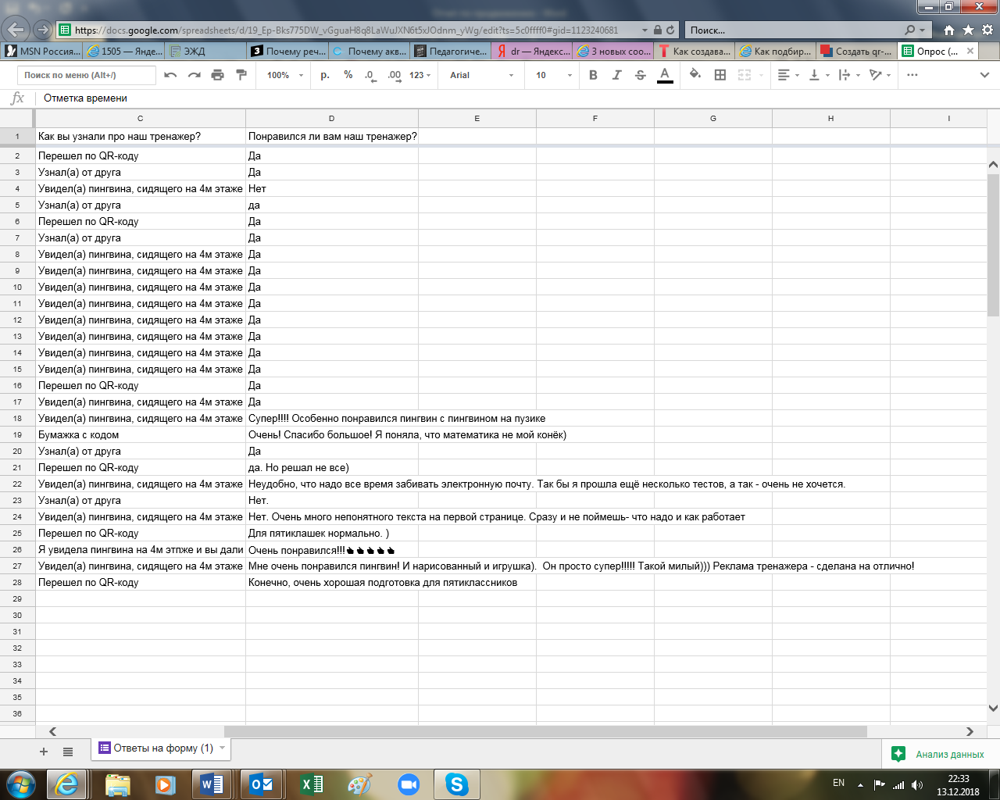 https://docs.google.com/spreadsheets/d/19_Ep-Bks775DW_vGguaH8q8LaWuJXN6t5xJOdnm_yWg/edit?ts=5c0ffff0#gid=1123240681
Поиск...
MSN Россия... 1505 — Янде... ЭЖД Почему реч... Почему акв... Педагогиче... dr — Яндекс... 3 новых соо... Как создава... Как подбир... Создать qr-... Опрос (...
Поиск по меню (Alt+/) 100% р. % .0 .00 123 Arial 10 B I S A
fx Отметка времени
C D E F G H I
1 Как вы узнали про наш тренажер? Понравился ли вам наш тренажер?
2 Перешел по QR-коду Да
3 Узнал(а) от друга Да
4 Увидел(а) пингвина, сидящего на 4м этаже Нет
5 Узнал(а) от друга да
6 Перешел по QR-коду Да
7 Узнал(а) от друга Да
8 Увидел(а) пингвина, сидящего на 4м этаже Да
9 Увидел(а) пингвина, сидящего на 4м этаже Да
10 Увидел(а) пингвина, сидящего на 4м этаже Да
11 Увидел(а) пингвина, сидящего на 4м этаже Да
12 Увидел(а) пингвина, сидящего на 4м этаже Да
13 Увидел(а) пингвина, сидящего на 4м этаже Да
14 Увидел(а) пингвина, сидящего на 4м этаже Да
15 Увидел(а) пингвина, сидящего на 4м этаже Да
16 Перешел по QR-коду Да
17 Увидел(а) пингвина, сидящего на 4м этаже Да
18 Увидел(а) пингвина, сидящего на 4м этаже Супер!!!! Особенно понравился пингвин с пингвином на пузике
19 Бумажка с кодом Очень! Спасибо большое! Я поняла, что математика не мой конёк)
20 Узнал(а) от друга Да
21 Перешел по QR-коду да. Но решал не все)
22 Увидел(а) пингвина, сидящего на 4м этаже Неудобно, что надо все время забивать электронную почту. Так бы я прошла ещё несколько тестов, а так - очень не хочется.
23 Узнал(а) от друга Нет.
24 Увидел(а) пингвина, сидящего на 4м этаже Нет. Очень много непонятного текста на первой странице. Сразу и не поймешь- что надо и как работает
25 Перешел по QR-коду Для пятиклашек нормально. )
26 Я увидела пингвина на 4м этпже и вы дали Очень понравился!!!
27 Увидел(а) пингвина, сидящего на 4м этаже Мне очень понравился пингвин! И нарисованный и игрушка). Он просто супер!!!!! Такой милый))) Реклама тренажера - сделана на отлично!
28 Перешел по QR-коду Конечно, очень хорошая подготовка для пятиклассников
29
30
31
32
33
34
35
36
Ответы на форму (1)
Анализ данных
EN
22:33
13.12.2018